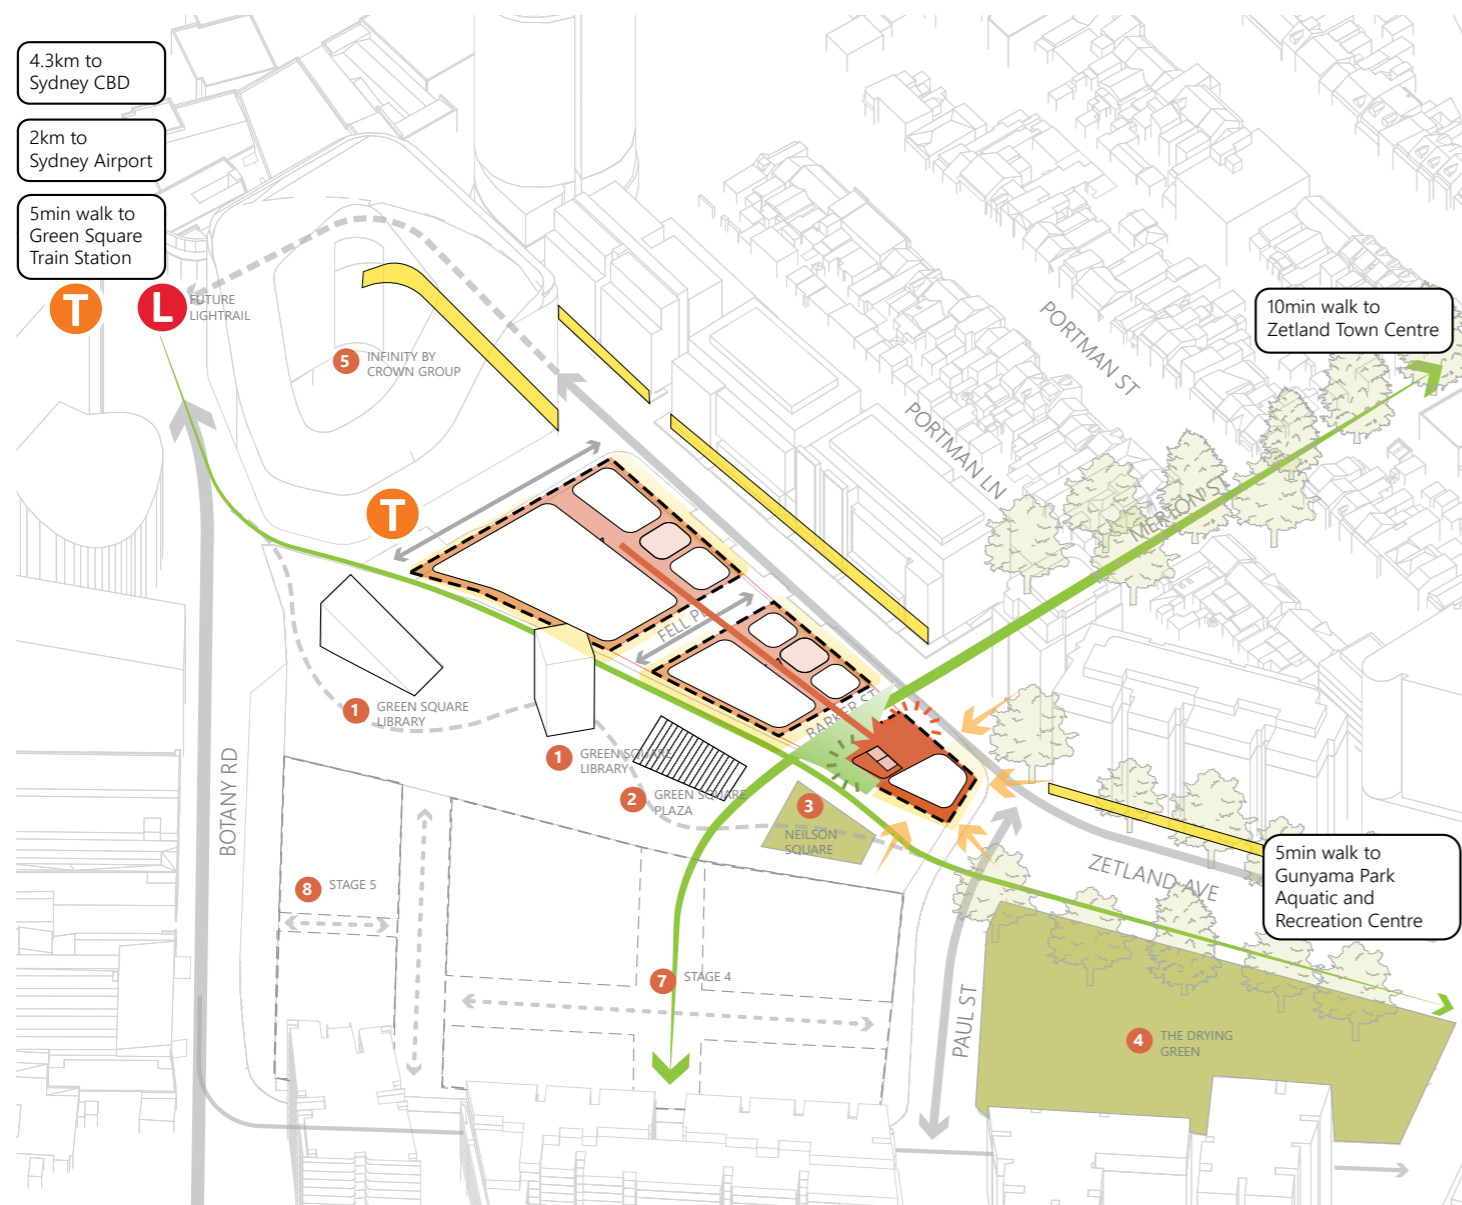 4.3km to
Sydney CBD
2km to
Sydney Airport
5min walk to
Green Square
Train Station
T
L
FUTURE
LIGHTRAIL
5
INFINITY BY
CROWN GROUP
T
PORTMAN ST
PORTMAN LN
MERTON ST
10min walk to
Zetland Town Centre
FELL PL
BARKER ST
1
GREEN SQUARE
LIBRARY
1
GREEN SQUARE
LIBRARY
2
GREEN SQUARE
PLAZA
3
NEILSON
SQUARE
BOTANY RD
8
STAGE 5
7
STAGE 4
ZETLAND AVE
5min walk to
Gunyama Park
Aquatic and
Recreation Centre
PAUL ST
4
THE DRYING
GREEN